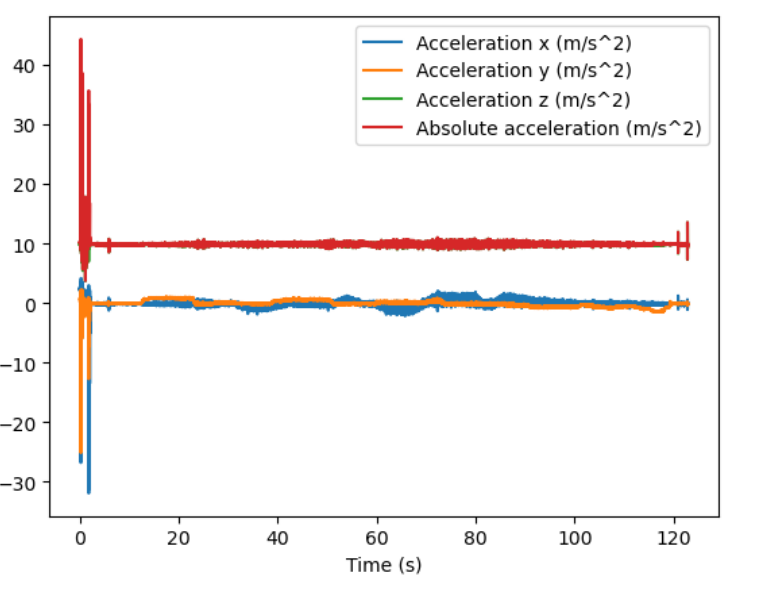 Acceleration x (m/s^2)
Acceleration y (m/s^2)
Acceleration z (m/s^2)
Absolute acceleration (m/s^2)
40
30
20
10
0
−10
−20
−30
0 20 40 60 80 100 120
Time (s)